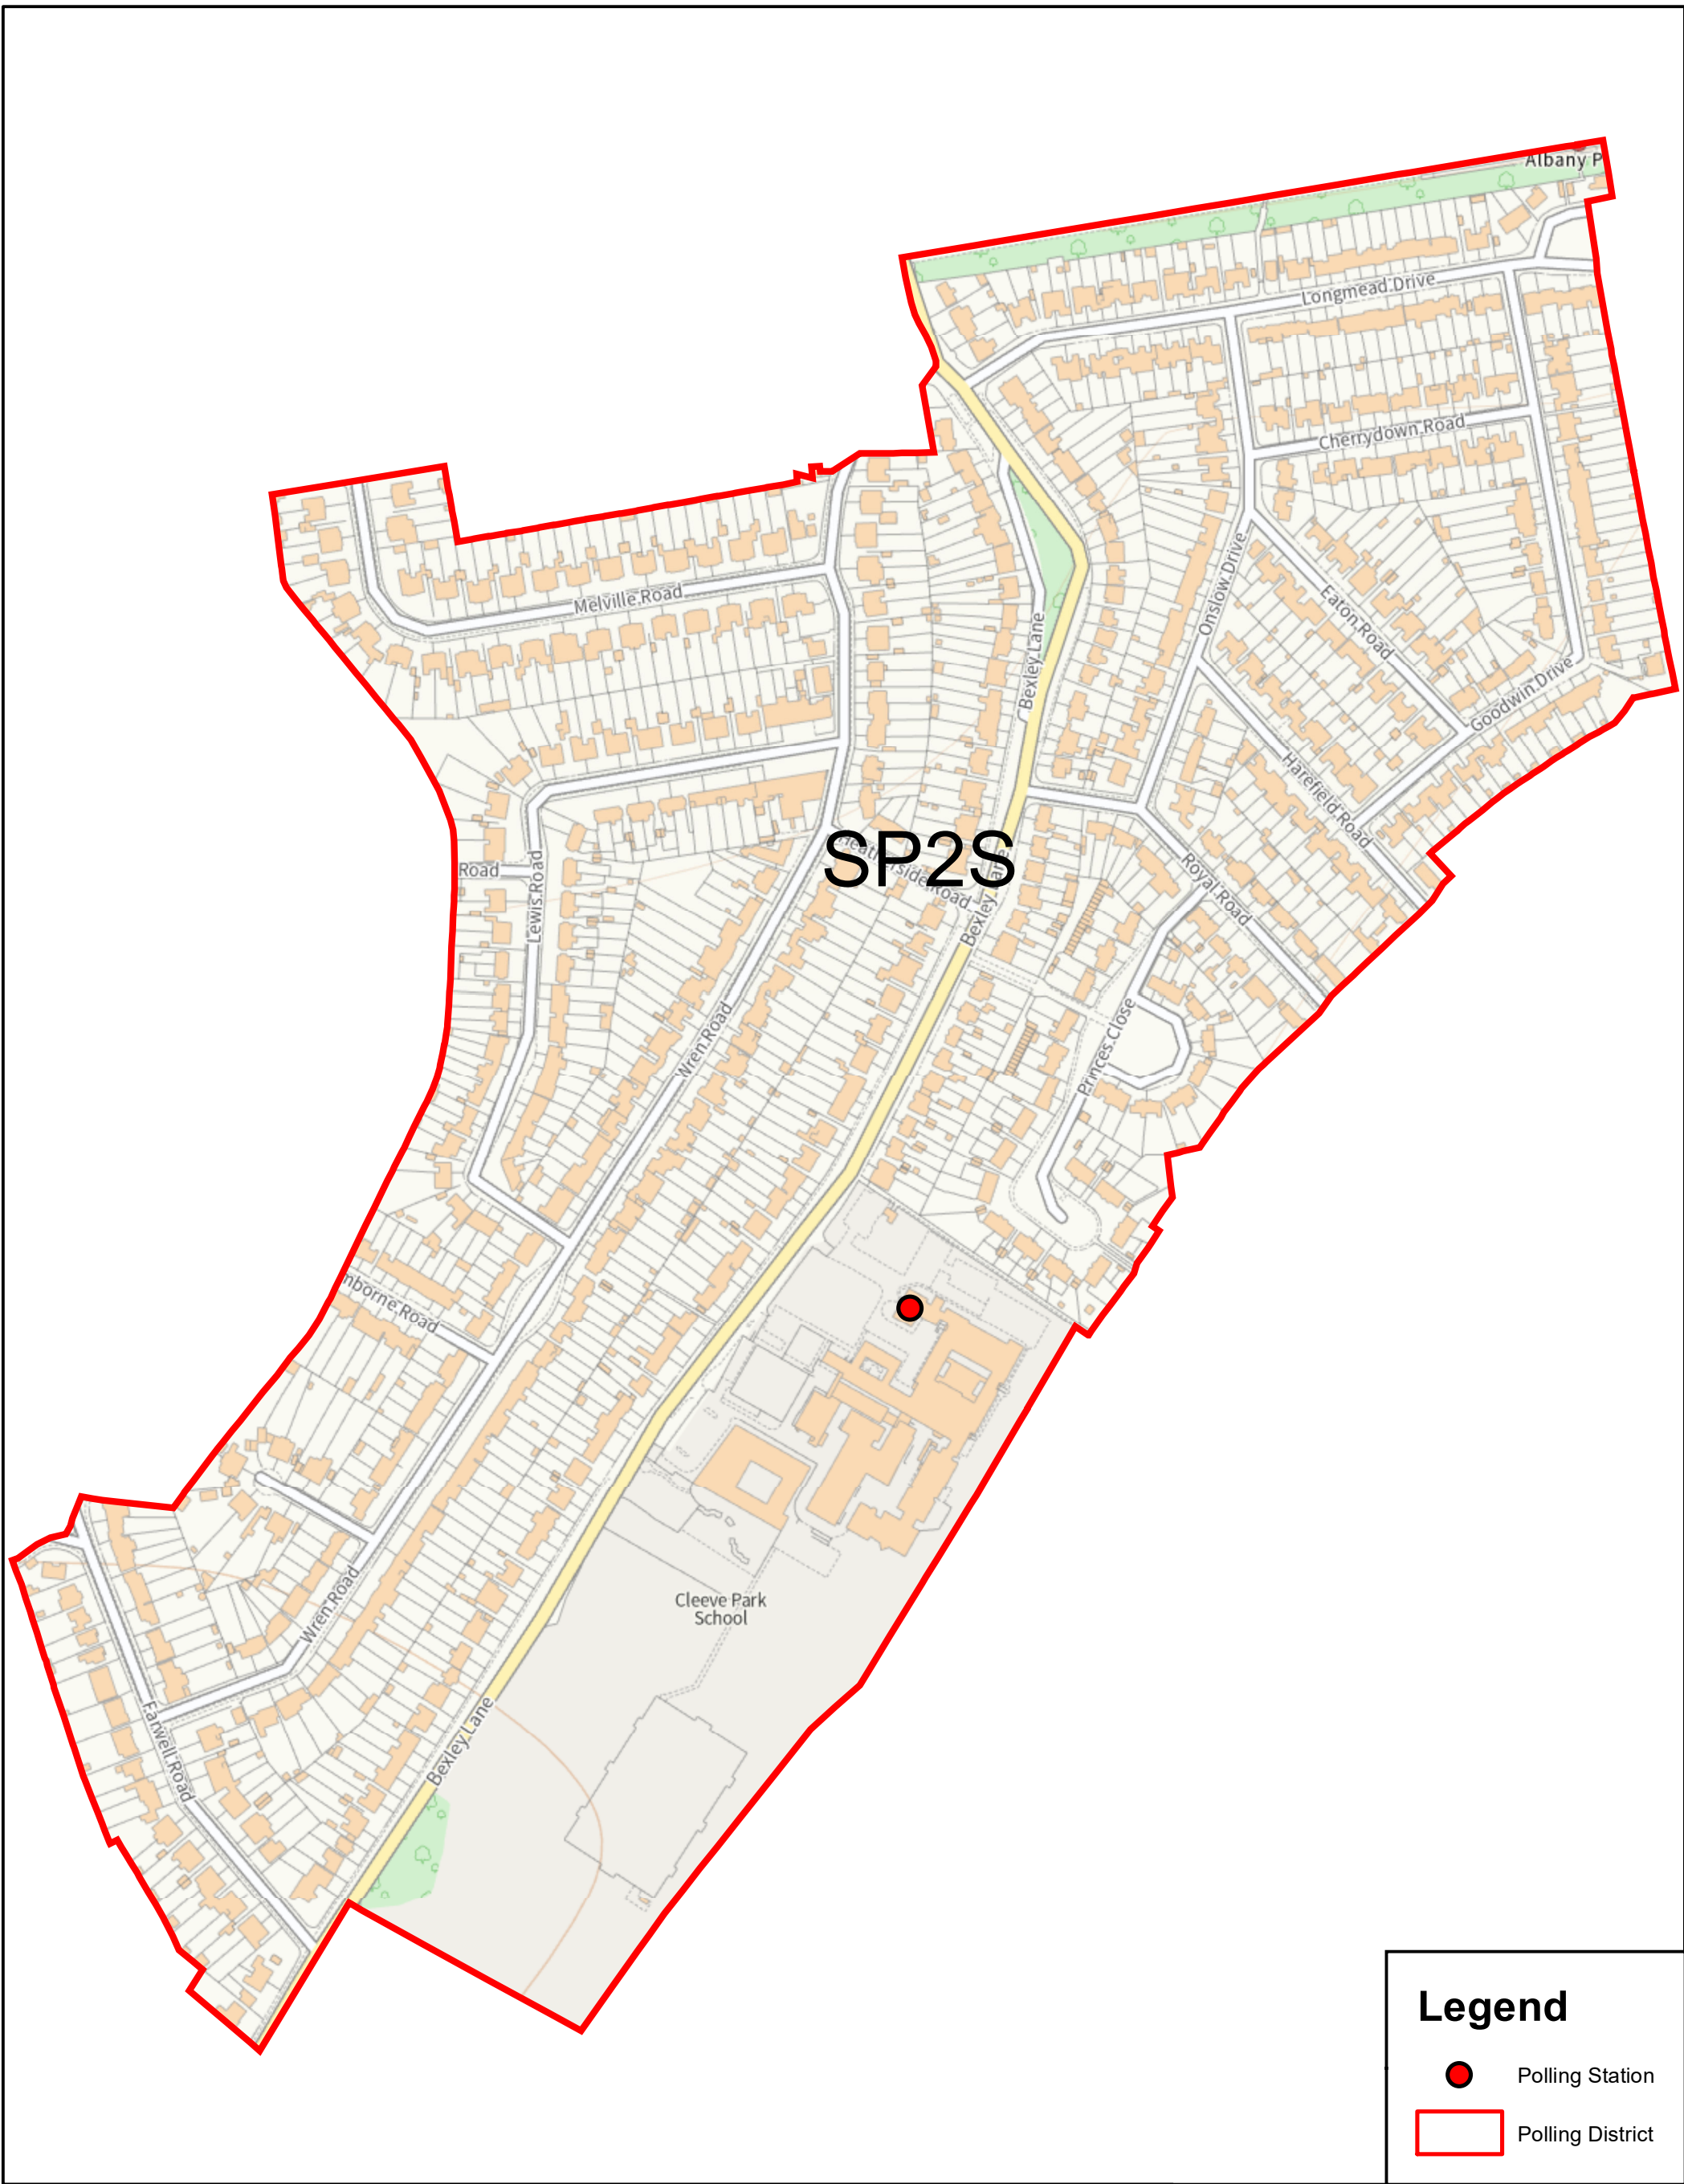 Albany P
Longmead Drive
Cherrydown Road
Onslow Drive
Eaton Road
Melville Road
Bexley Lane
Goodwin Drive
Harefield Road
SP2S
Heatherside Road
Road
Lewis Road
Royal Road
Bexley Lane
Wren Road
Princes Close
nborne Road
Cleeve Park
School
Wren Road
Farwell Road
Bexley Lane
Legend
Polling Station
Polling District